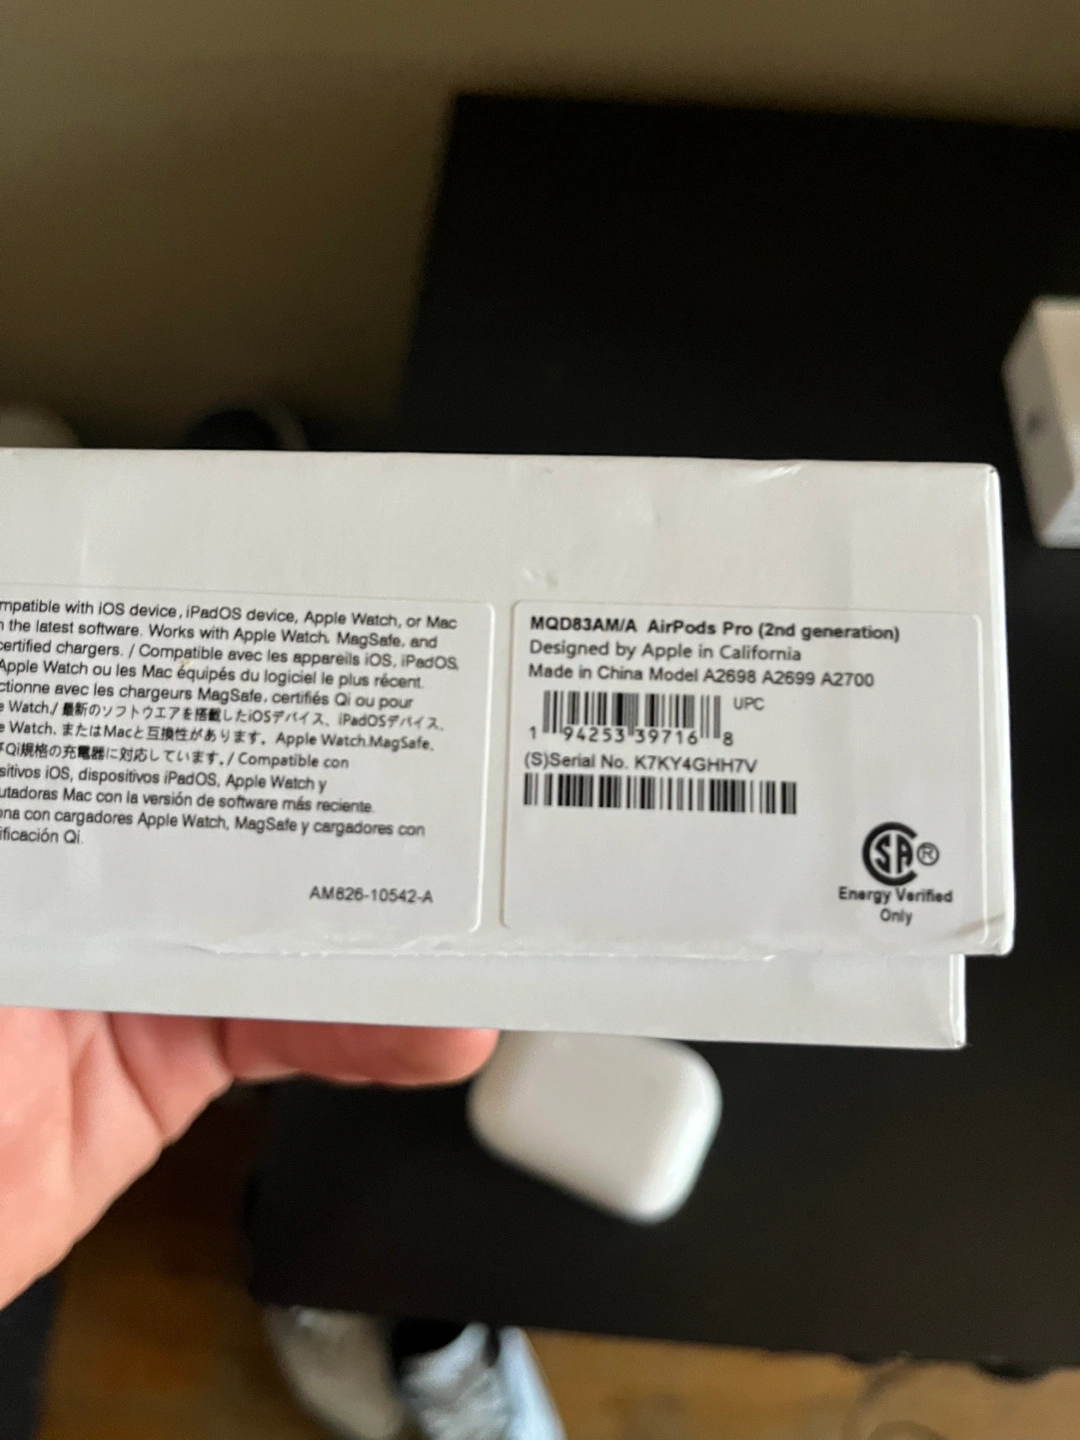 mpatible with iOS device, iPadOS device, Apple Watch, or Mac
the latest software. Works with Apple Watch, MagSafe, and
certified chargers. / Compatible avec les appareils iOS, iPadOS,
Apple Watch ou les Mac équipés du logiciel le plus récent.
ctionne avec les chargeurs MagSafe, certifiés Qi ou pour
e Watch./ 最新のソフトウエアを搭載したiOSデバイス、iPadOSデバイス、
e Watch、またはMacと互換性があります。Apple Watch、MagSafe、
Qi規格の充電器に対応しています。/ Compatible con
sitivos iOS, dispositivos iPadOS, Apple Watch y
utadoras Mac con la versión de software más reciente.
ona con cargadores Apple Watch, MagSafe y cargadores con
ificación Qi.
AM826-10542-A
MQD83AM/A AirPods Pro (2nd generation)
Designed by Apple in California
Made in China Model A2698 A2699 A2700
UPC
1 94253 39716 8
(S)Serial No. K7KY4GHH7V
CSA®
Energy Verified
Only